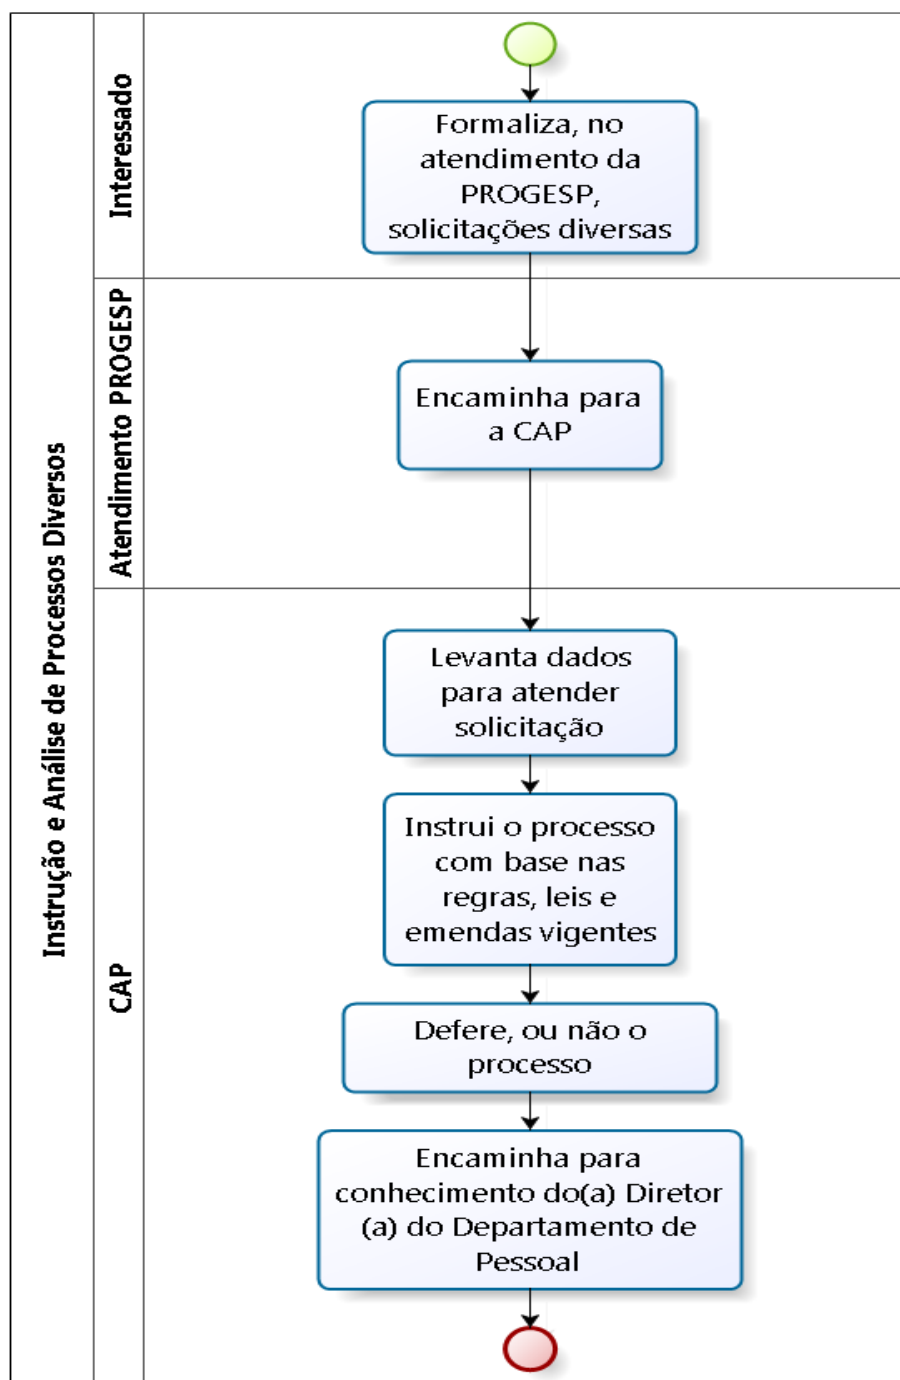 Instrução e Análise de Processos Diversos
Interessado
Formaliza, no
atendimento da
PROGESP,
solicitações diversas
Atendimento PROGESP
Encaminha para
a CAP
CAP
Levanta dados
para atender
solicitação
Instrui o processo
com base nas
regras, leis e
emendas vigentes
Defere, ou não o
processo
Encaminha para
conhecimento do(a) Diretor
(a) do Departamento de
Pessoal